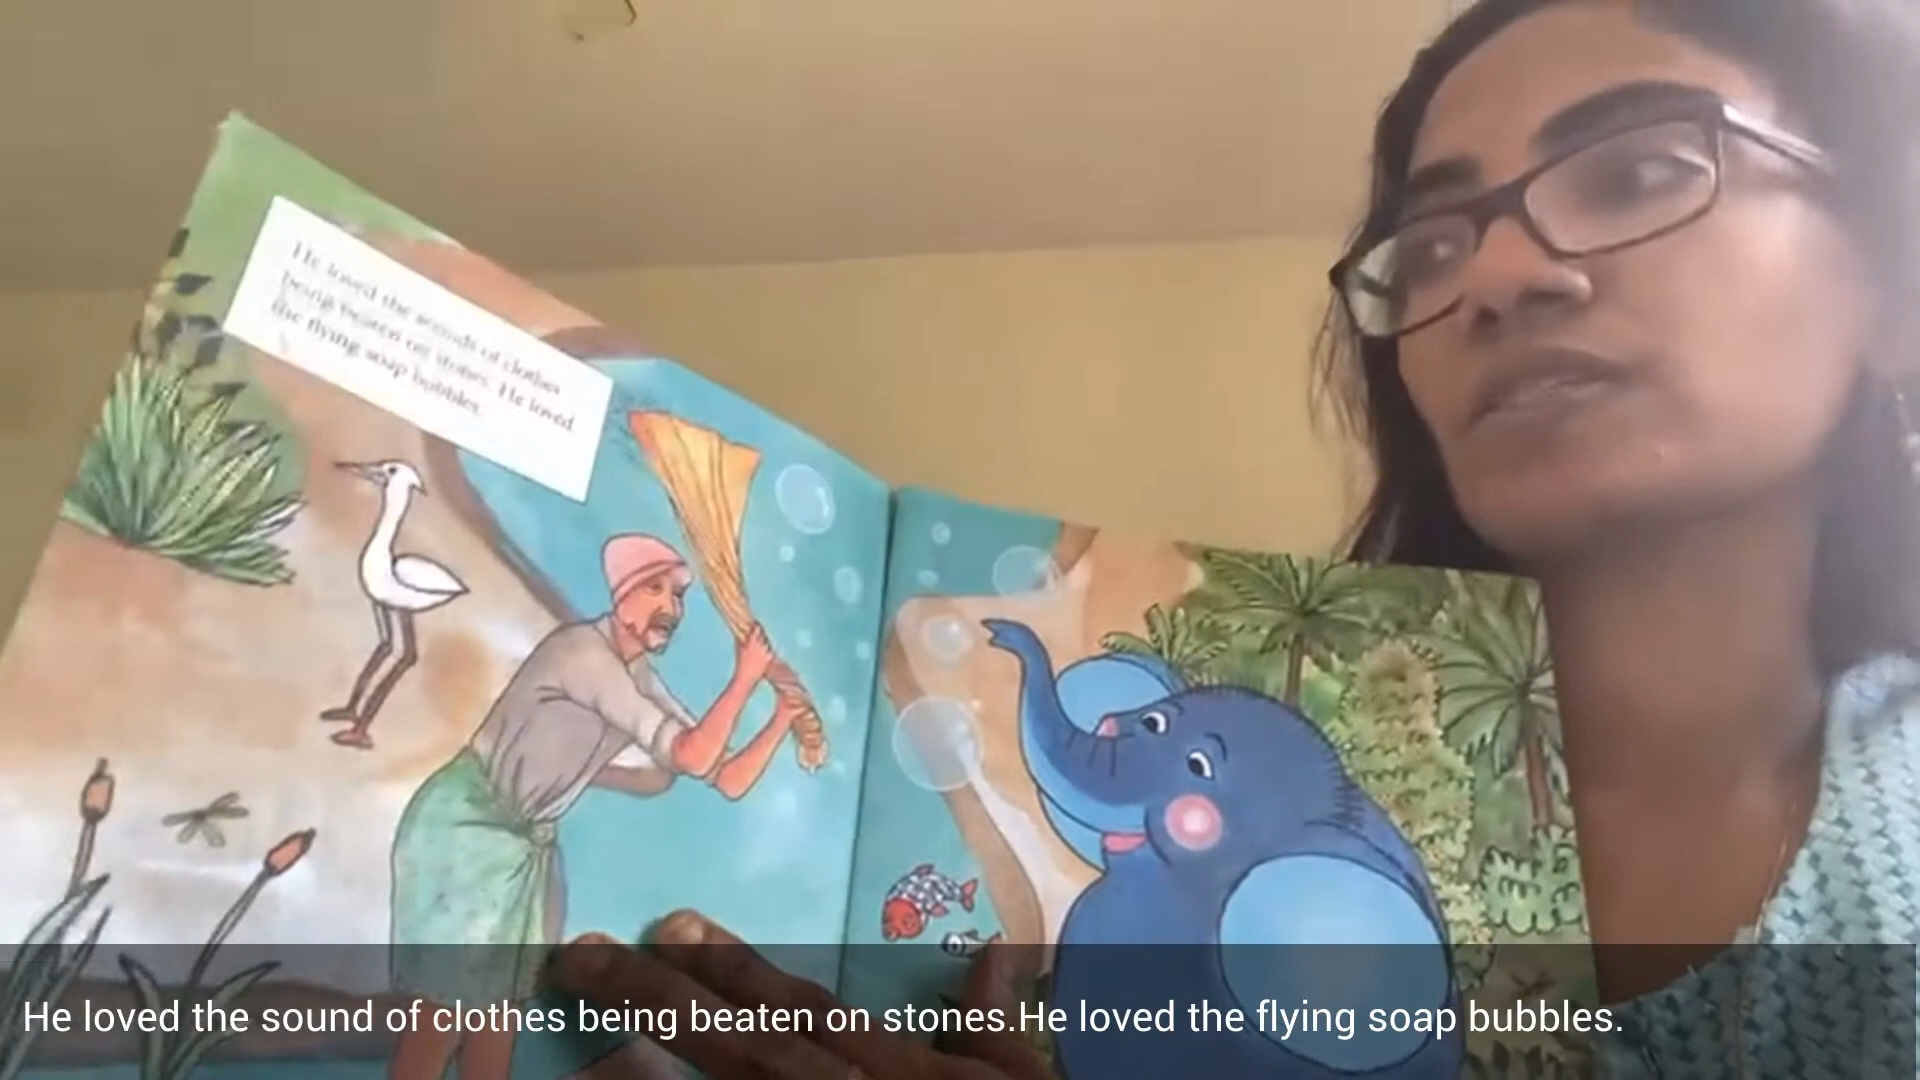 He loved the sounds of clothes
being beaten on stones. He loved
the flying soap bubbles.
He loved the sound of clothes being beaten on stones.He loved the flying soap bubbles.